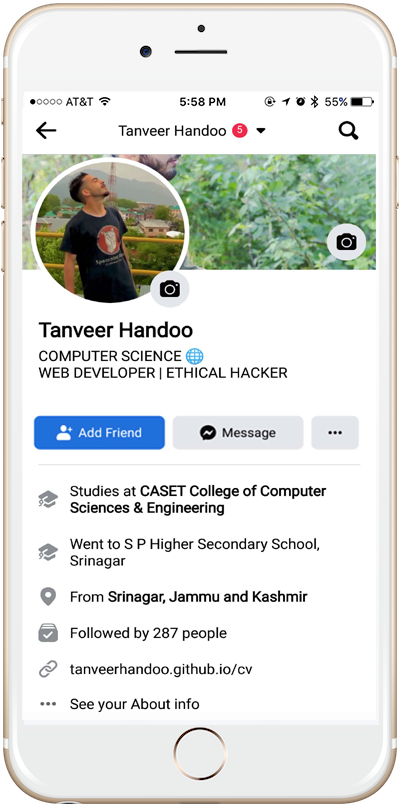 AT&T 5:58 PM 55%
Tanveer Handoo 5
Tanveer Handoo
COMPUTER SCIENCE 🌐
WEB DEVELOPER | ETHICAL HACKER
Add Friend Message
Studies at CASET College of Computer
Sciences & Engineering
Went to S P Higher Secondary School,
Srinagar
From Srinagar, Jammu and Kashmir
Followed by 287 people
tanveerhandoo.github.io/cv
See your About info